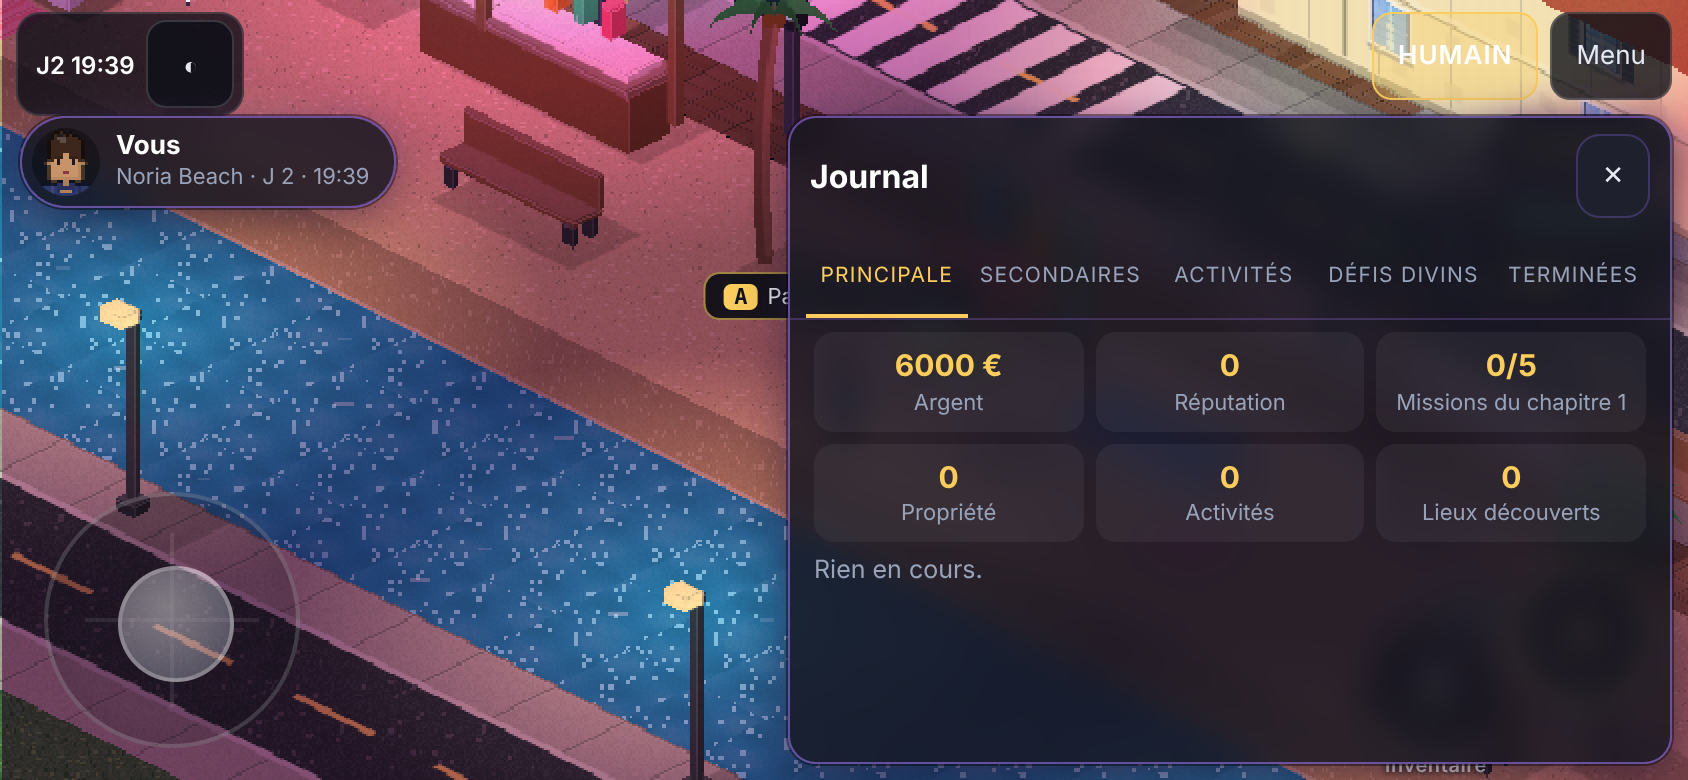 J2 19:39
HUMAIN
Menu
Vous
Noria Beach · J 2 · 19:39
Journal
×
PRINCIPALE
SECONDAIRES
ACTIVITÉS
DÉFIS DIVINS
TERMINÉES
A Pa
6000 €
Argent
0
Réputation
0/5
Missions du chapitre 1
0
Propriété
0
Activités
0
Lieux découverts
Rien en cours.
Inventaire